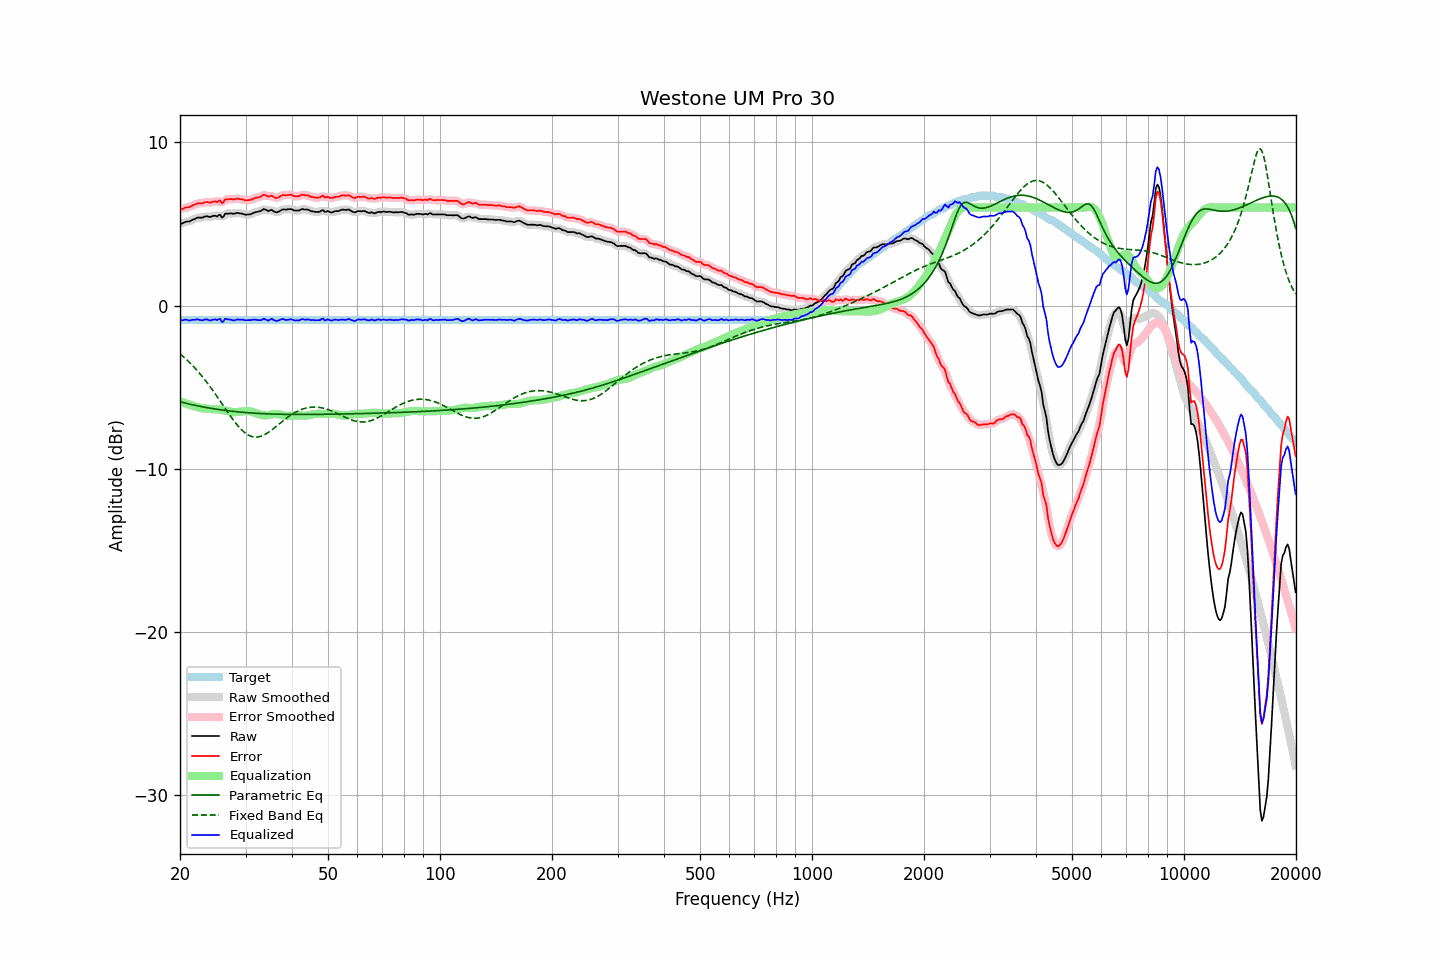 Westone UM Pro 30
Amplitude (dBr)
10
0
−10
−20
−30
Target
Raw Smoothed
Error Smoothed
Raw
Error
Equalization
Parametric Eq
Fixed Band Eq
Equalized
20 50 100 200 500 1000 2000 5000 10000 20000
Frequency (Hz)